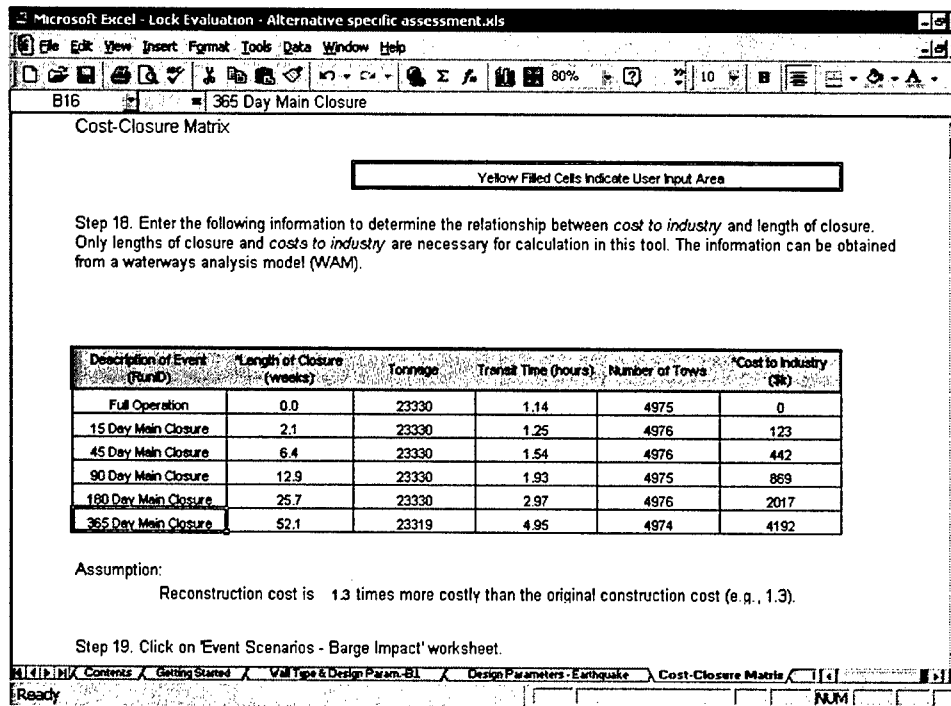 Microsoft Excel - Lock Evaluation - Alternative specific assessment.xls
File Edit View Insert Format Tools Data Window Help
80% 10 B A
B16 = 365 Day Main Closure
Cost-Closure Matrix
Yellow Filled Cells Indicate User Input Area
Step 18. Enter the following information to determine the relationship between cost to industry and length of closure.
Only lengths of closure and costs to industry are necessary for calculation in this tool. The information can be obtained
from a waterways analysis model (WAM).
Description of Event (RunID) *Length of Closure (weeks) Tonnage Transit Time (hours) Number of Tows *Cost to Industry ($k)
Full Operation 0.0 23330 1.14 4975 0
15 Day Main Closure 2.1 23330 1.25 4976 123
45 Day Main Closure 6.4 23330 1.54 4976 442
90 Day Main Closure 12.9 23330 1.93 4975 869
180 Day Main Closure 25.7 23330 2.97 4976 2017
365 Day Main Closure 52.1 23319 4.95 4974 4192
Assumption:
Reconstruction cost is 1.3 times more costly than the original construction cost (e.g., 1.3).
Step 19. Click on 'Event Scenarios - Barge Impact' worksheet.
Contents Getting Started Wall Type & Design Param.-B1 Design Parameters - Earthquake Cost-Closure Matrix
Ready NUM